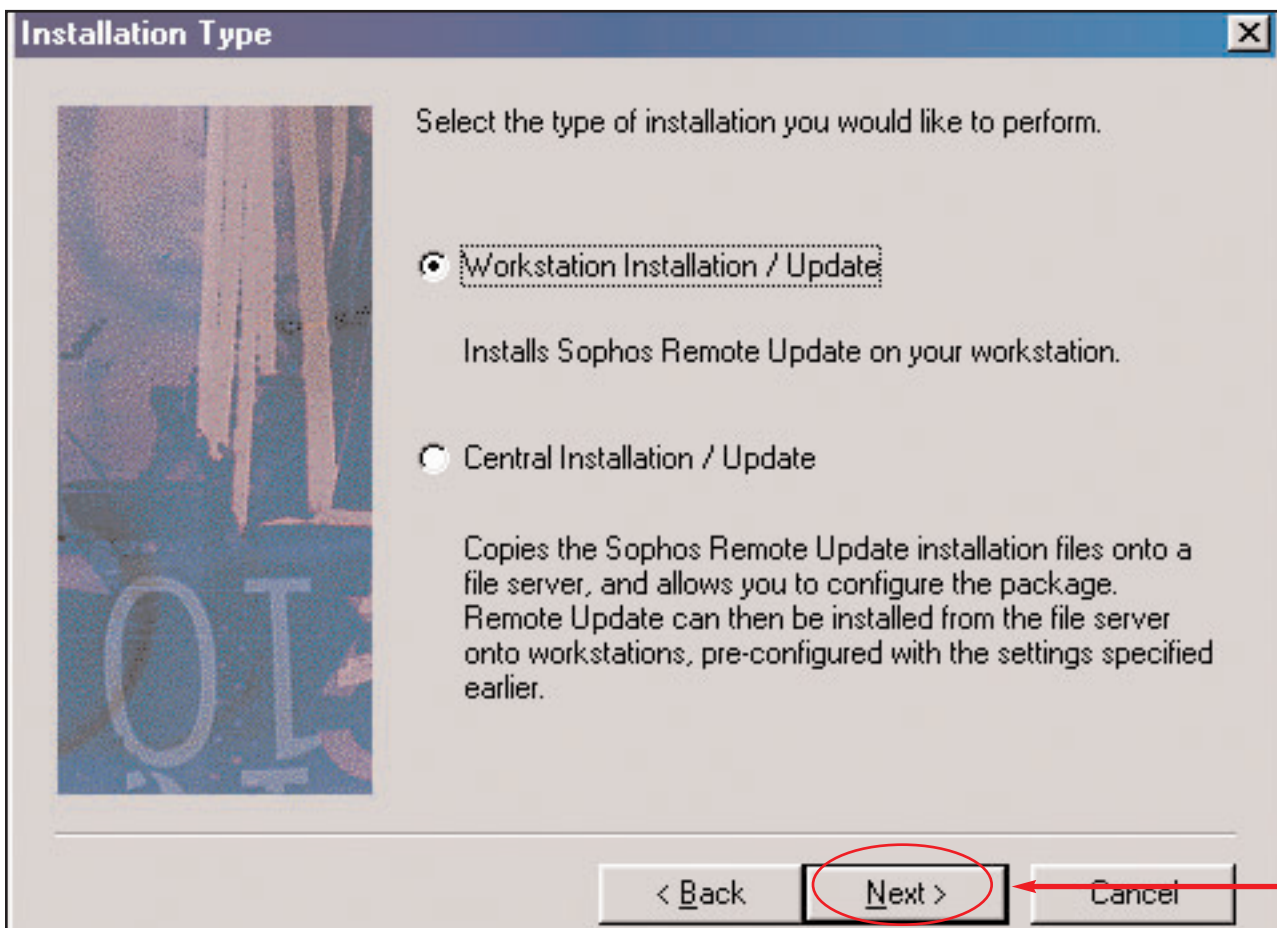 Installation Type
Select the type of installation you would like to perform.
Workstation Installation / Update
Installs Sophos Remote Update on your workstation.
Central Installation / Update
Copies the Sophos Remote Update installation files onto a
file server, and allows you to configure the package.
Remote Update can then be installed from the file server
onto workstations, pre-configured with the settings specified
earlier.
< Back
Next >
Cancel